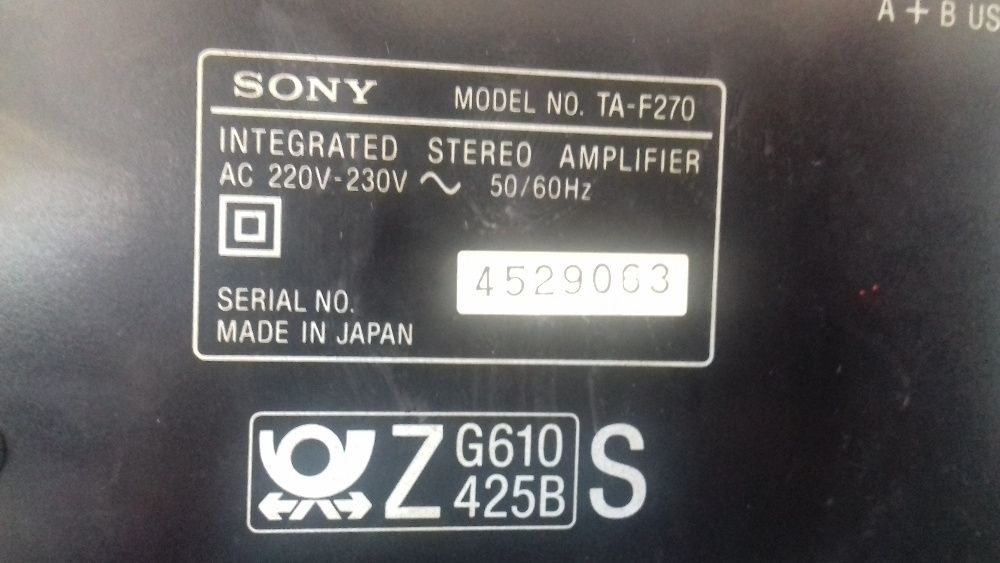 A + B US
SONY MODEL NO. TA-F270
INTEGRATED STEREO AMPLIFIER
AC 220V-230V ~ 50/60Hz
4529063
SERIAL NO.
MADE IN JAPAN
Z G610 S
425B